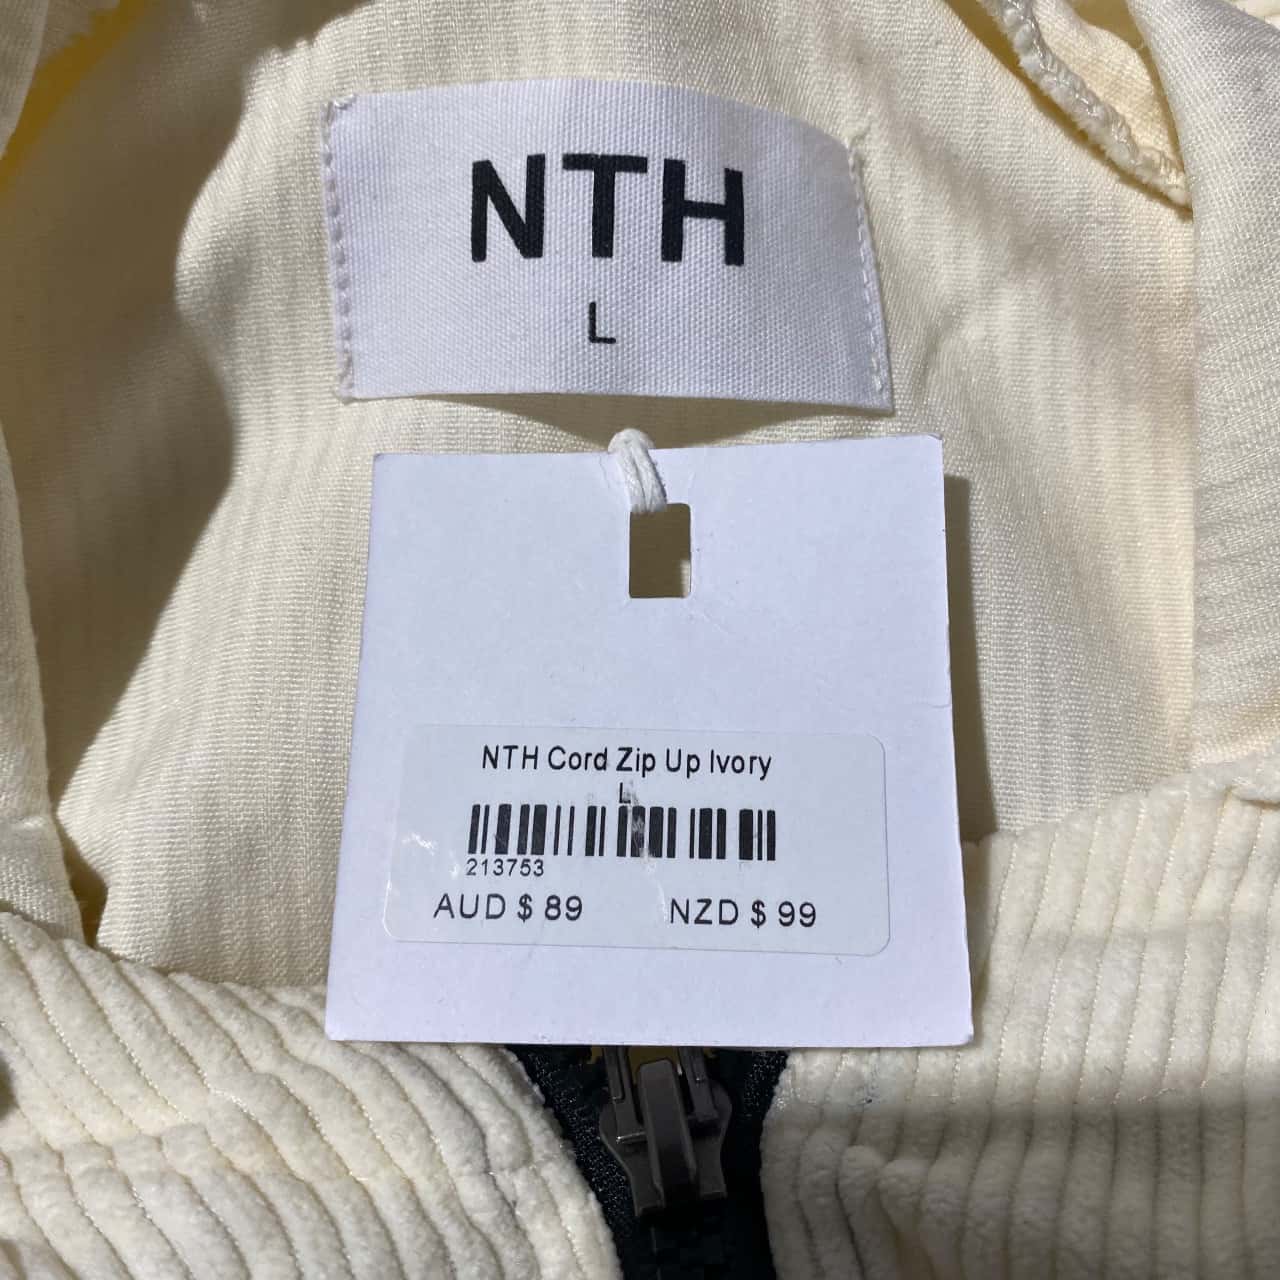 NTH
L
NTH Cord Zip Up Ivory
L
213753
AUD $ 89 NZD $ 99